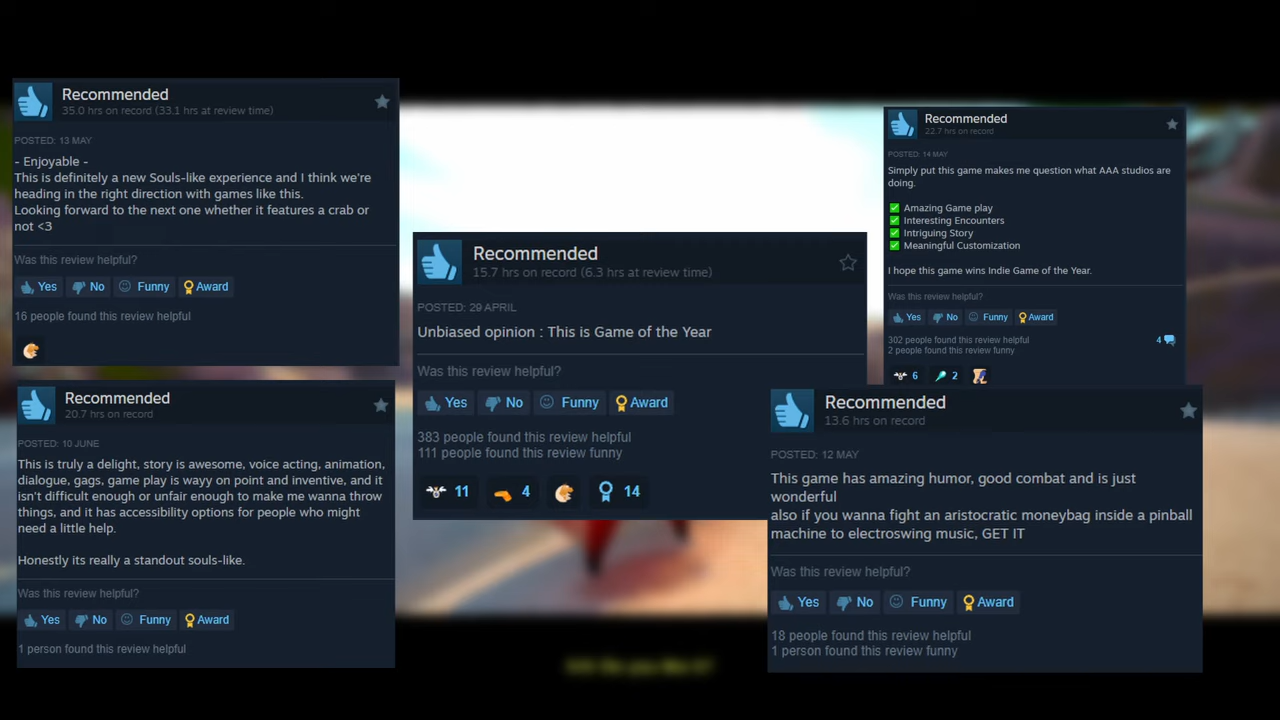 Recommended
35.0 hrs on record (33.1 hrs at review time)
POSTED: 13 MAY
- Enjoyable -
This is definitely a new Souls-like experience and I think we're
heading in the right direction with games like this.
Looking forward to the next one whether it features a crab or
not <3
Was this review helpful?
Yes No Funny Award
16 people found this review helpful
Recommended
20.7 hrs on record
POSTED: 10 JUNE
This is truly a delight, story is awesome, voice acting, animation,
dialogue, gags, game play is wayy on point and inventive, and it
isn't difficult enough or unfair enough to make me wanna throw
things, and it has accessibility options for people who might
need a little help.
Honestly its really a standout souls-like.
Was this review helpful?
Yes No Funny Award
1 person found this review helpful
Recommended
15.7 hrs on record (6.3 hrs at review time)
POSTED: 29 APRIL
Unbiased opinion : This is Game of the Year
Was this review helpful?
Yes No Funny Award
383 people found this review helpful
111 people found this review funny
11 4 14
Recommended
22.7 hrs on record
POSTED: 14 MAY
Simply put this game makes me question what AAA studios are
doing.
Amazing Game play
Interesting Encounters
Intriguing Story
Meaningful Customization
I hope this game wins Indie Game of the Year.
Was this review helpful?
Yes No Funny Award
302 people found this review helpful
4
2 people found this review funny
6 2
Recommended
13.6 hrs on record
POSTED: 12 MAY
This game has amazing humor, good combat and is just
wonderful
also if you wanna fight an aristocratic moneybag inside a pinball
machine to electroswing music, GET IT
Was this review helpful?
Yes No Funny Award
18 people found this review helpful
1 person found this review funny